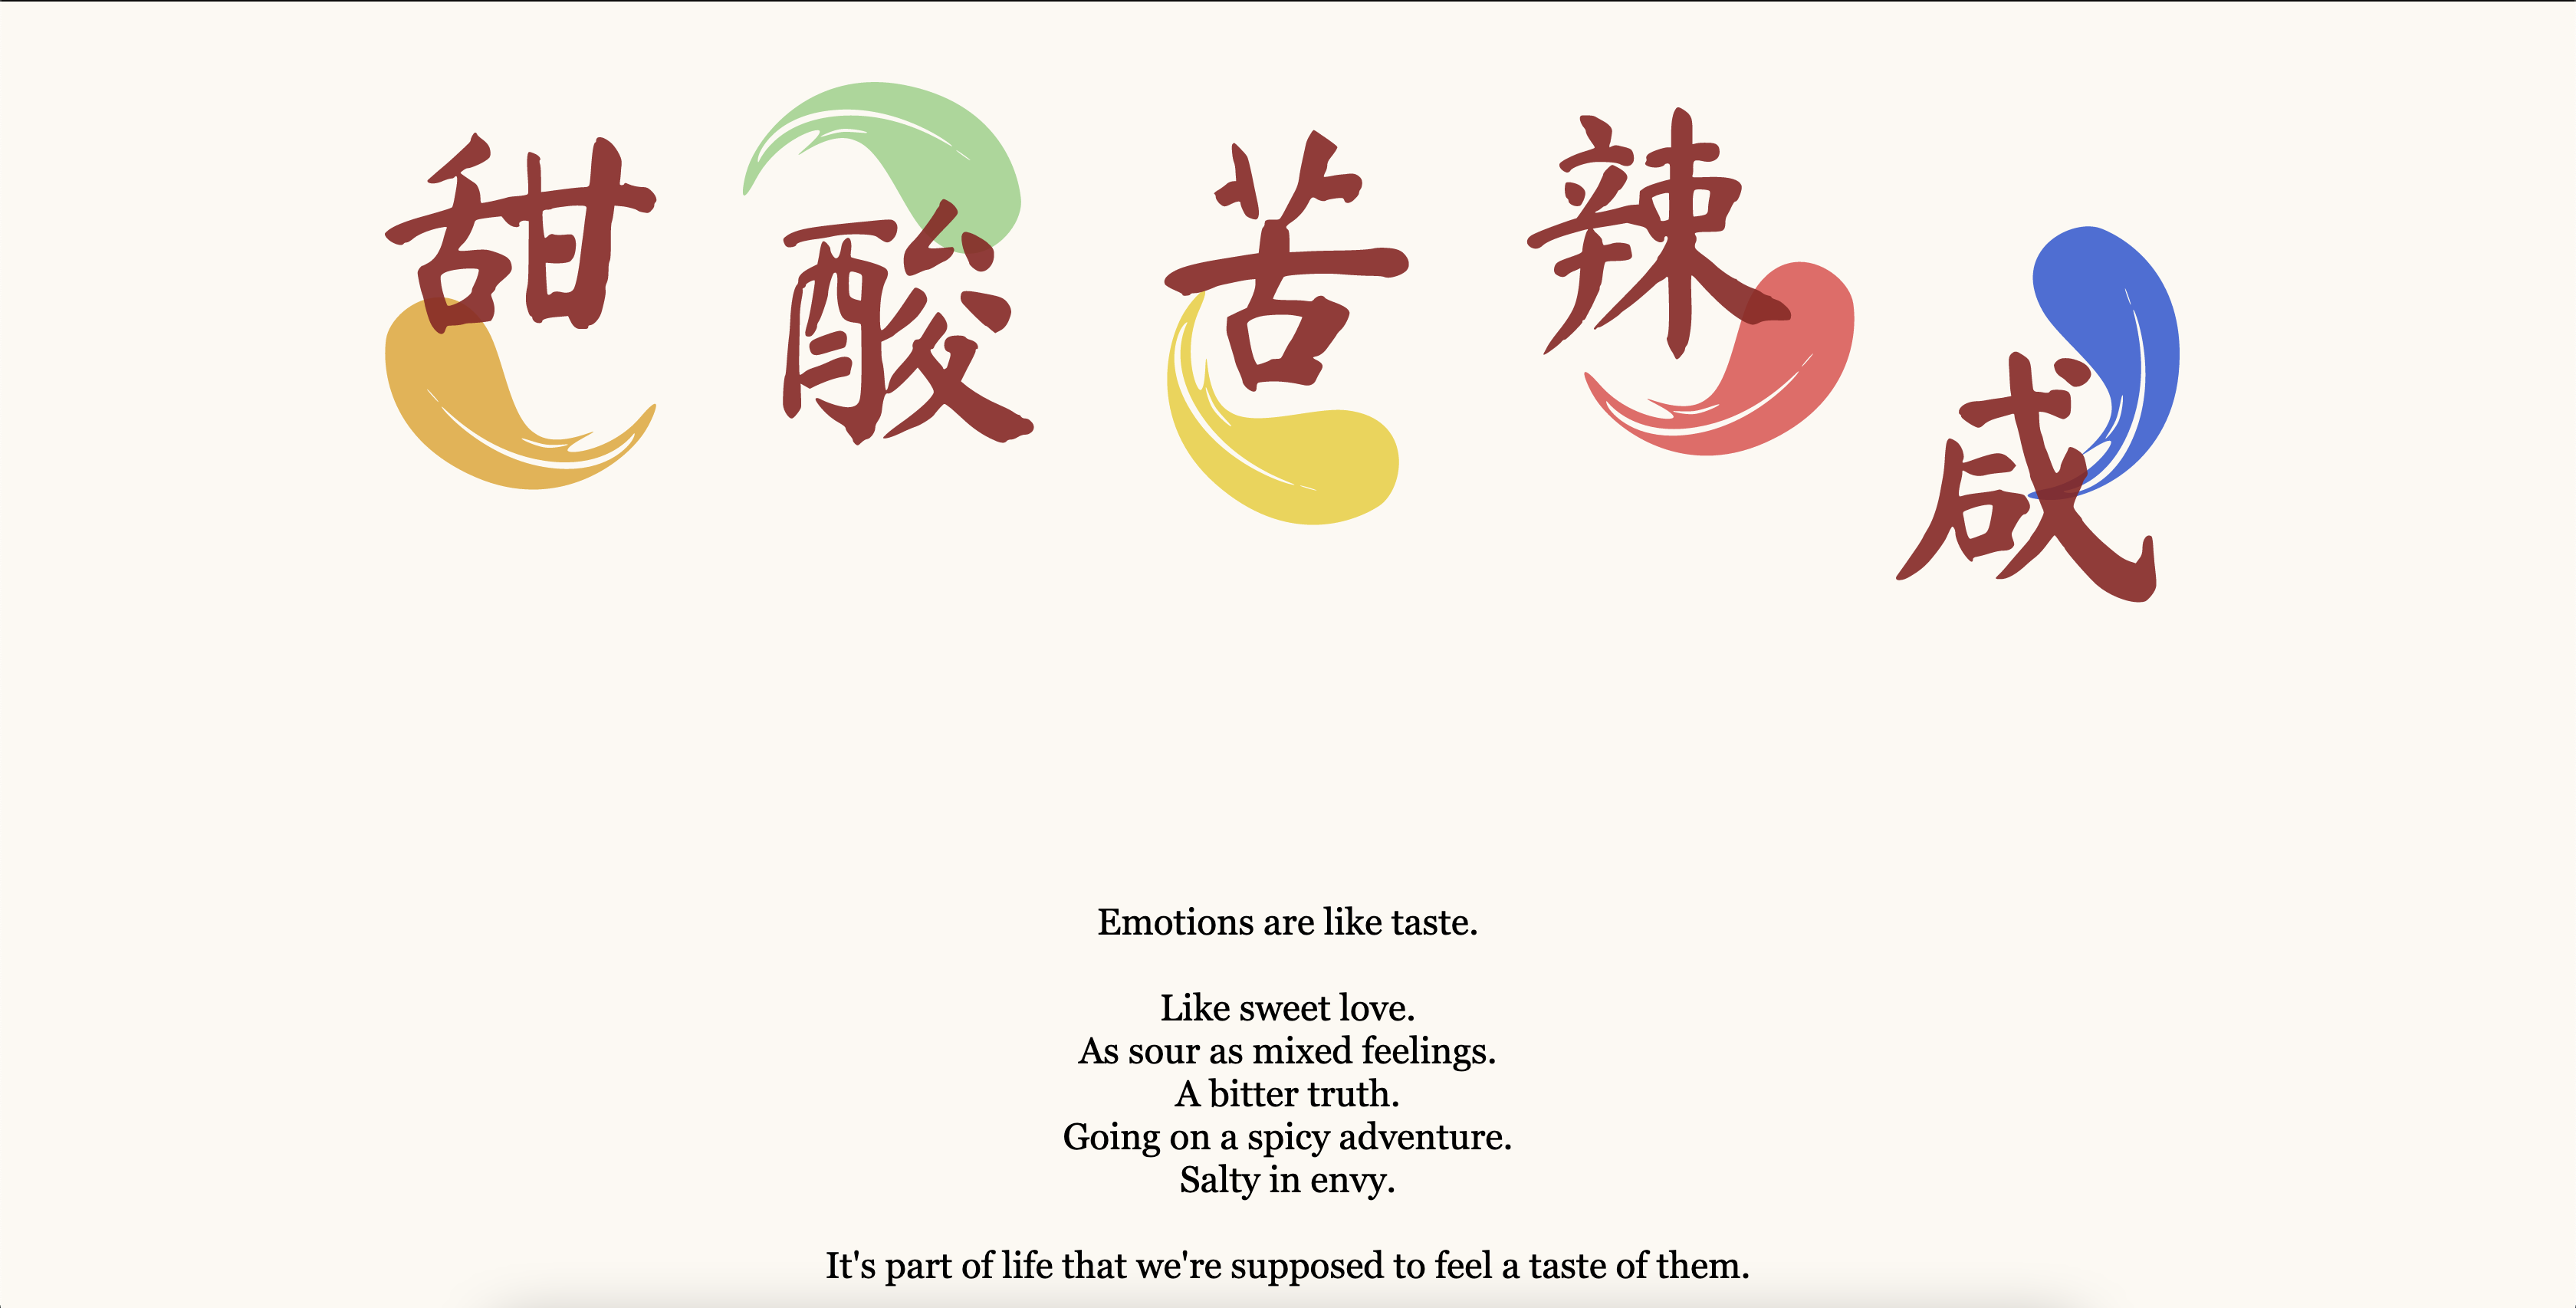 甜 酸 苦 辣 咸
Emotions are like taste.
Like sweet love.
As sour as mixed feelings.
A bitter truth.
Going on a spicy adventure.
Salty in envy.
It's part of life that we're supposed to feel a taste of them.